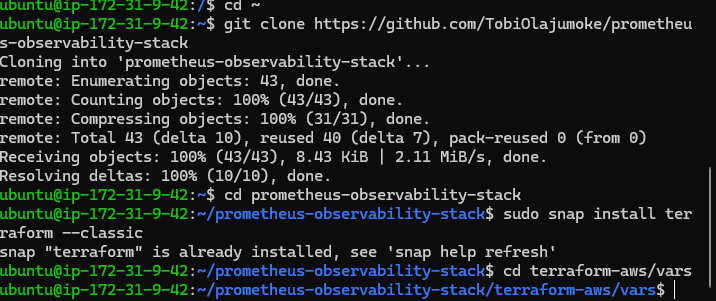 ubuntu@ip-172-31-9-42:/$ cd ~
ubuntu@ip-172-31-9-42:~$ git clone https://github.com/TobiOlajumoke/prometheu
s-observability-stack
Cloning into 'prometheus-observability-stack'...
remote: Enumerating objects: 43, done.
remote: Counting objects: 100% (43/43), done.
remote: Compressing objects: 100% (31/31), done.
remote: Total 43 (delta 10), reused 40 (delta 7), pack-reused 0 (from 0)
Receiving objects: 100% (43/43), 8.43 KiB | 2.11 MiB/s, done.
Resolving deltas: 100% (10/10), done.
ubuntu@ip-172-31-9-42:~$ cd prometheus-observability-stack
ubuntu@ip-172-31-9-42:~/prometheus-observability-stack$ sudo snap install ter
raform --classic
snap "terraform" is already installed, see 'snap help refresh'
ubuntu@ip-172-31-9-42:~/prometheus-observability-stack$ cd terraform-aws/vars
ubuntu@ip-172-31-9-42:~/prometheus-observability-stack/terraform-aws/vars$